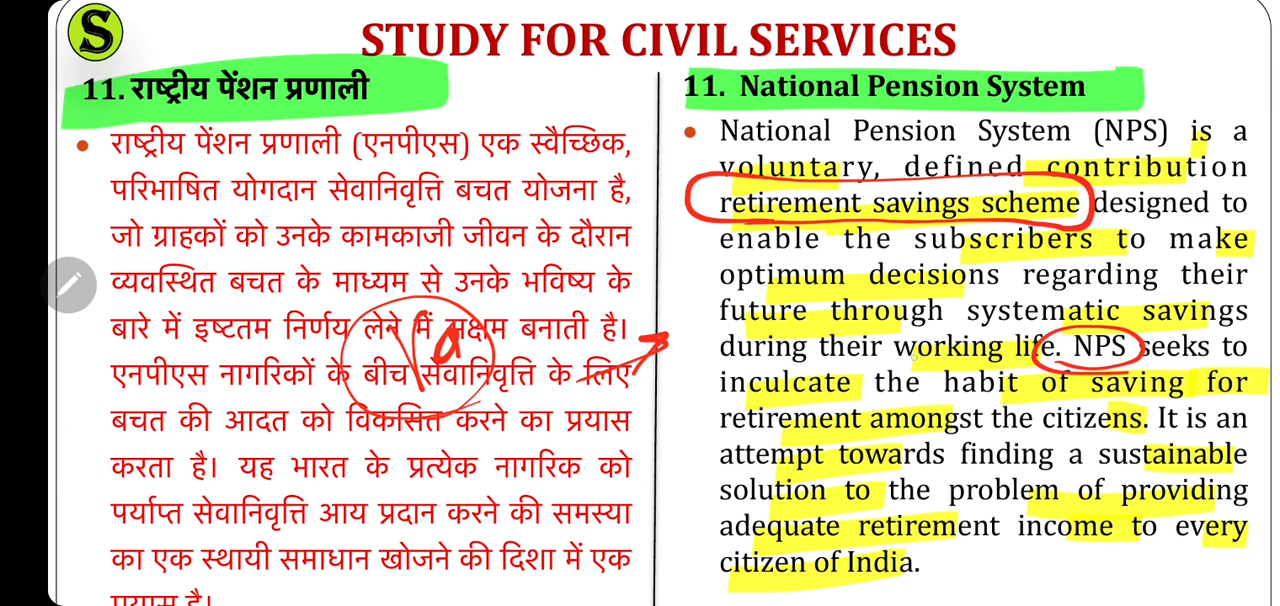 S
STUDY FOR CIVIL SERVICES
11. राष्ट्रीय पेंशन प्रणाली
राष्ट्रीय पेंशन प्रणाली (एनपीएस) एक स्वैच्छिक,
परिभाषित योगदान सेवानिवृत्ति बचत योजना है,
जो ग्राहकों को उनके कामकाजी जीवन के दौरान
व्यवस्थित बचत के माध्यम से उनके भविष्य के
बारे में इष्टतम निर्णय लेने में सक्षम बनाती है।
एनपीएस नागरिकों के बीच सेवानिवृत्ति के लिए
बचत की आदत को विकसित करने का प्रयास
करता है। यह भारत के प्रत्येक नागरिक को
पर्याप्त सेवानिवृत्ति आय प्रदान करने की समस्या
का एक स्थायी समाधान खोजने की दिशा में एक
प्रयास है।
11. National Pension System
National Pension System (NPS) is a
voluntary, defined contribution
retirement savings scheme designed to
enable the subscribers to make
optimum decisions regarding their
future through systematic savings
during their working life. NPS seeks to
inculcate the habit of saving for
retirement amongst the citizens. It is an
attempt towards finding a sustainable
solution to the problem of providing
adequate retirement income to every
citizen of India.